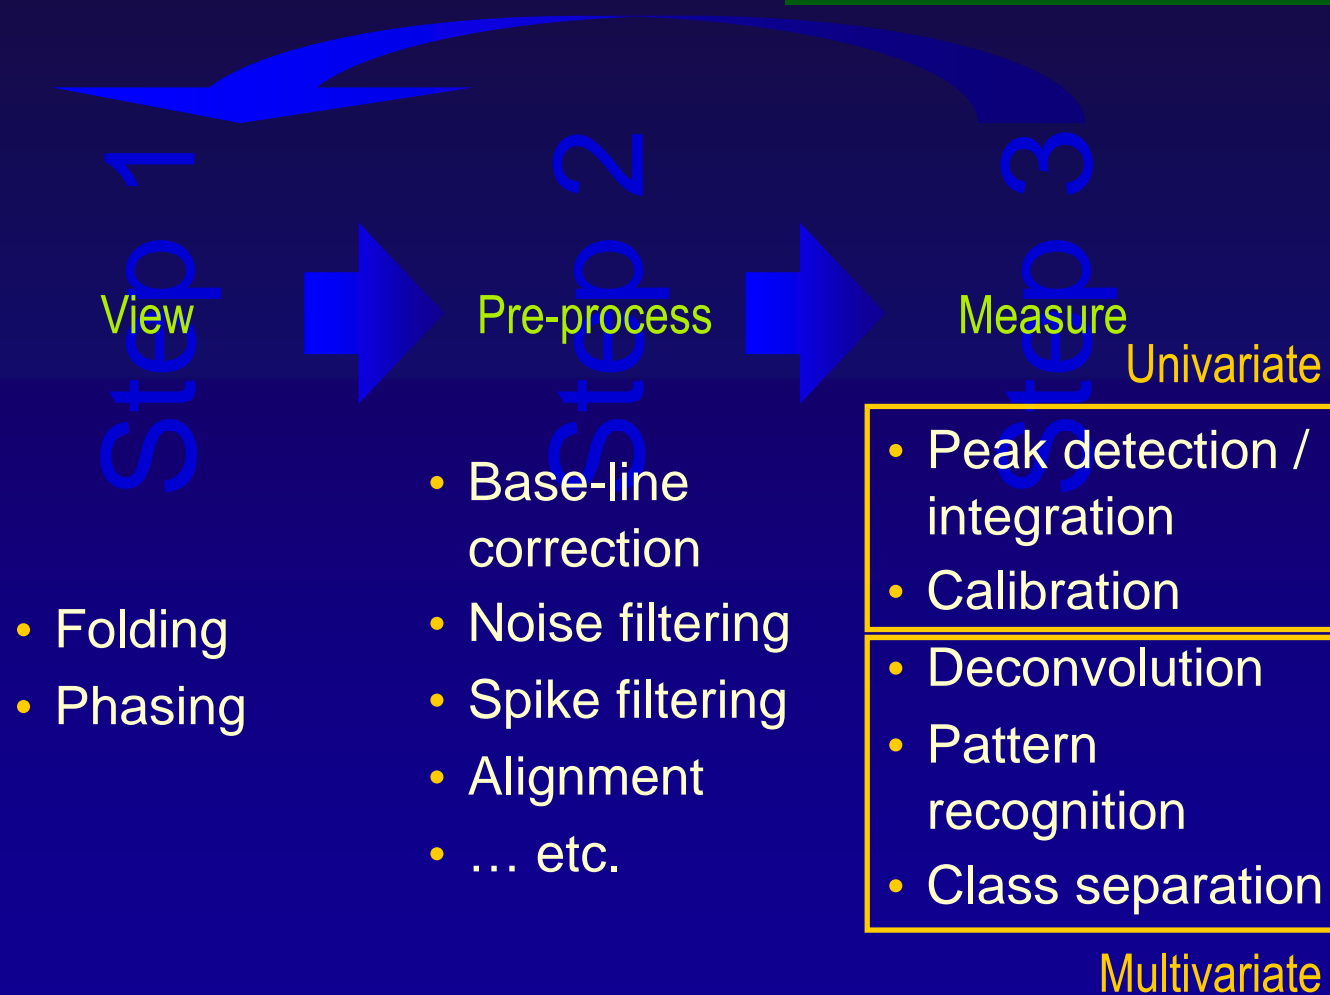 Step 1
View
• Folding
• Phasing
Step 2
Pre-process
• Base-line
correction
• Noise filtering
• Spike filtering
• Alignment
• … etc.
Step 3
Measure
Univariate
• Peak detection /
integration
• Calibration
• Deconvolution
• Pattern
recognition
• Class separation
Multivariate